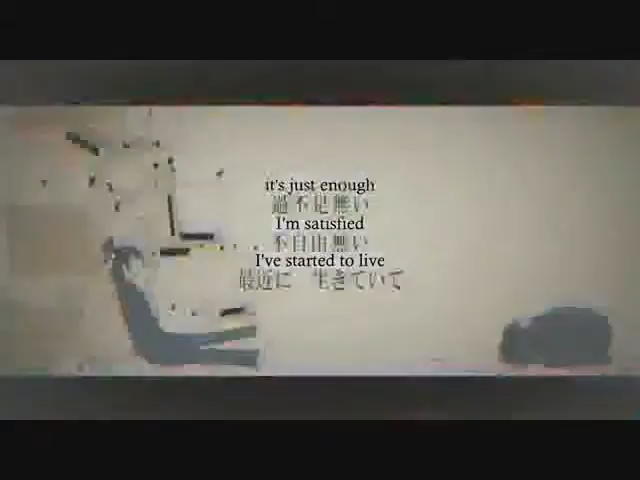 it's just enough
過不足無い
I'm satisfied
不自由無い
I've started to live
最近に 生きていて